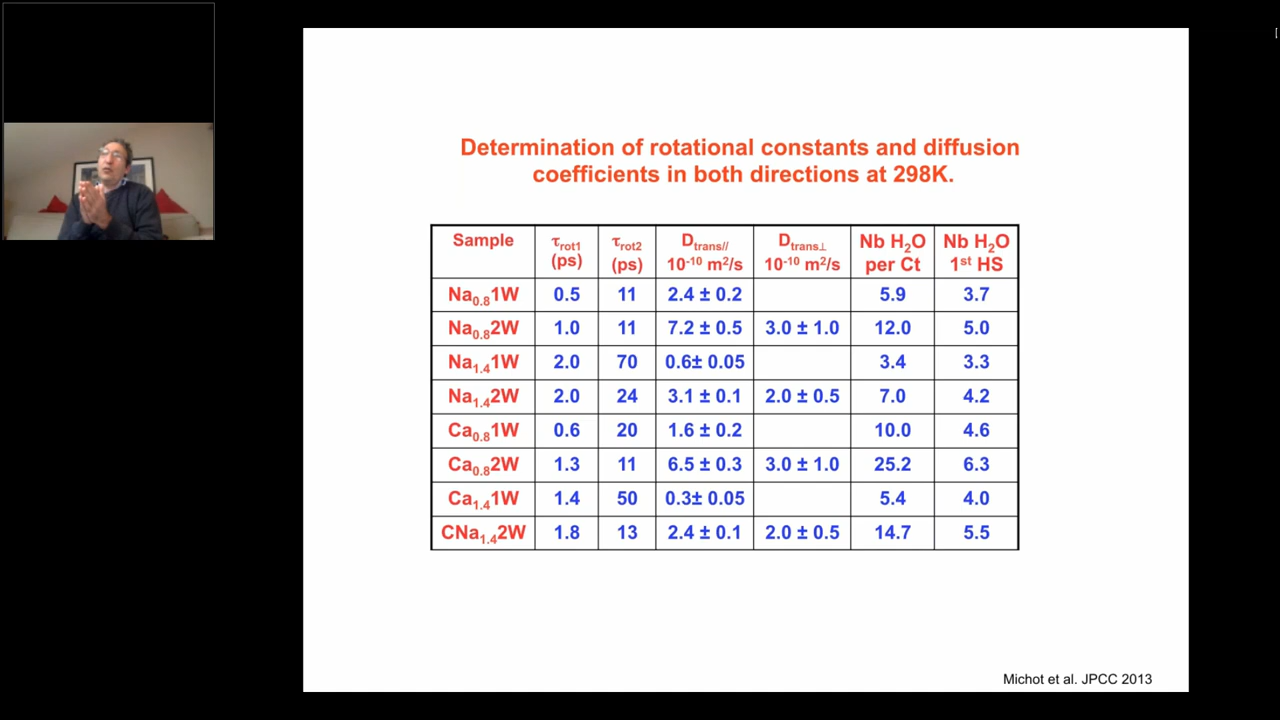 Determination of rotational constants and diffusion
coefficients in both directions at 298K.
Sample τrot1 (ps) τrot2 (ps) Dtrans// 10-10 m2/s Dtrans⊥ 10-10 m2/s Nb H2O per Ct Nb H2O 1st HS
Na0.81W 0.5 11 2.4 ± 0.2 5.9 3.7
Na0.82W 1.0 11 7.2 ± 0.5 3.0 ± 1.0 12.0 5.0
Na1.41W 2.0 70 0.6± 0.05 3.4 3.3
Na1.42W 2.0 24 3.1 ± 0.1 2.0 ± 0.5 7.0 4.2
Ca0.81W 0.6 20 1.6 ± 0.2 10.0 4.6
Ca0.82W 1.3 11 6.5 ± 0.3 3.0 ± 1.0 25.2 6.3
Ca1.41W 1.4 50 0.3± 0.05 5.4 4.0
CNa1.42W 1.8 13 2.4 ± 0.1 2.0 ± 0.5 14.7 5.5
Michot et al. JPCC 2013